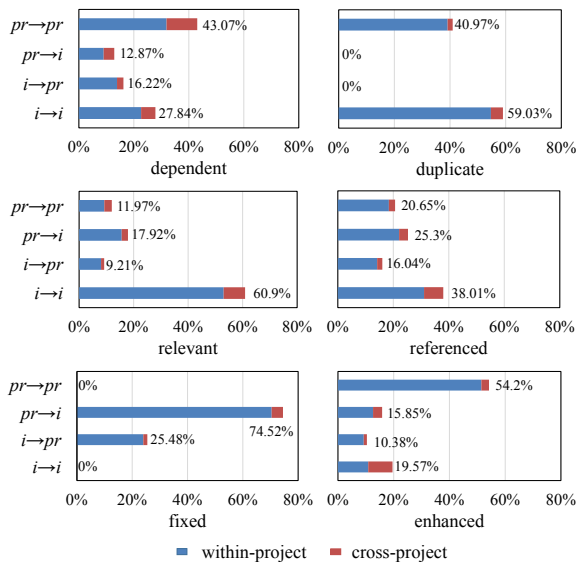 pr→pr 43.07% 40.97%
pr→i 12.87% 0%
i→pr 16.22% 0%
i→i 27.84% 59.03%
0% 20% 40% 60% 80% 0% 20% 40% 60% 80%
dependent duplicate
pr→pr 11.97% 20.65%
pr→i 17.92% 25.3%
i→pr 9.21% 16.04%
i→i 60.9% 38.01%
0% 20% 40% 60% 80% 0% 20% 40% 60% 80%
relevant referenced
pr→pr 0% 54.2%
pr→i 74.52% 15.85%
i→pr 25.48% 10.38%
i→i 0% 19.57%
0% 20% 40% 60% 80% 0% 20% 40% 60% 80%
fixed enhanced
within-project cross-project